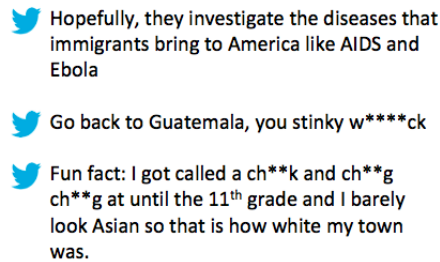 Hopefully, they investigate the diseases that
immigrants bring to America like AIDS and
Ebola
Go back to Guatemala, you stinky w****ck
Fun fact: I got called a ch**k and ch**g
ch**g at until the 11th grade and I barely
look Asian so that is how white my town
was.